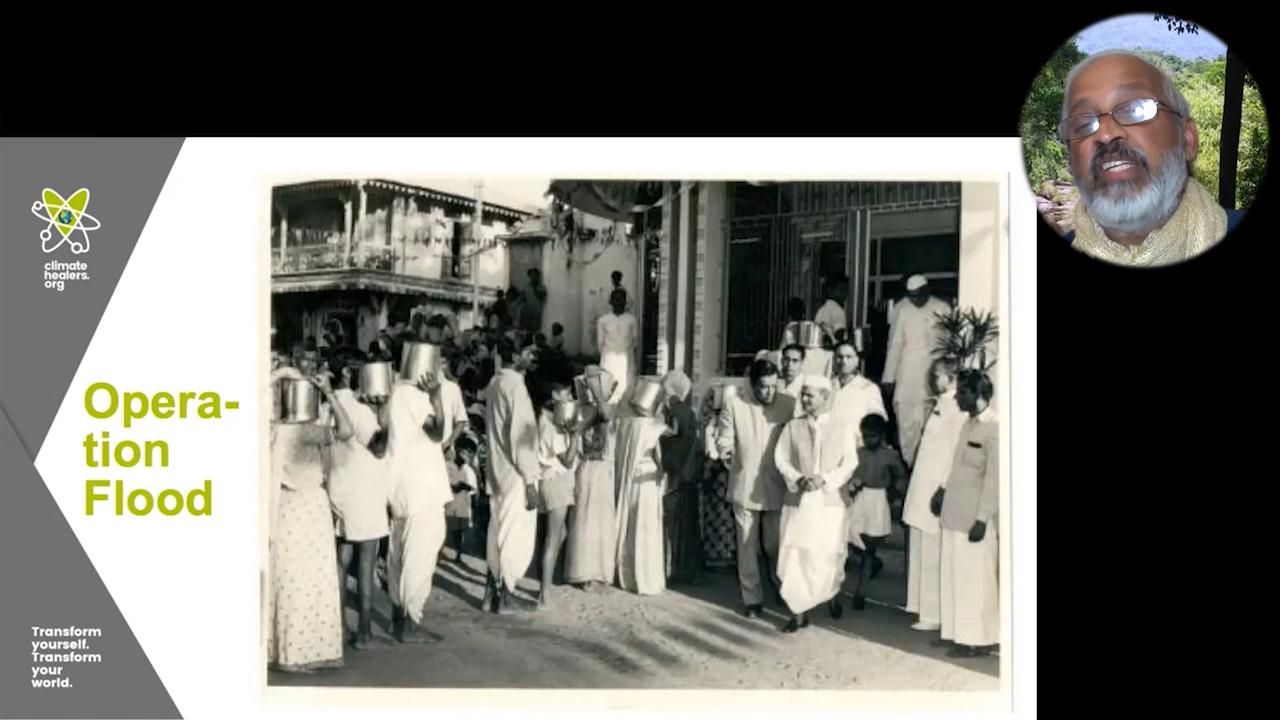 climate
healers.
org
Opera-
tion
Flood
Transform
yourself.
Transform
your
world.